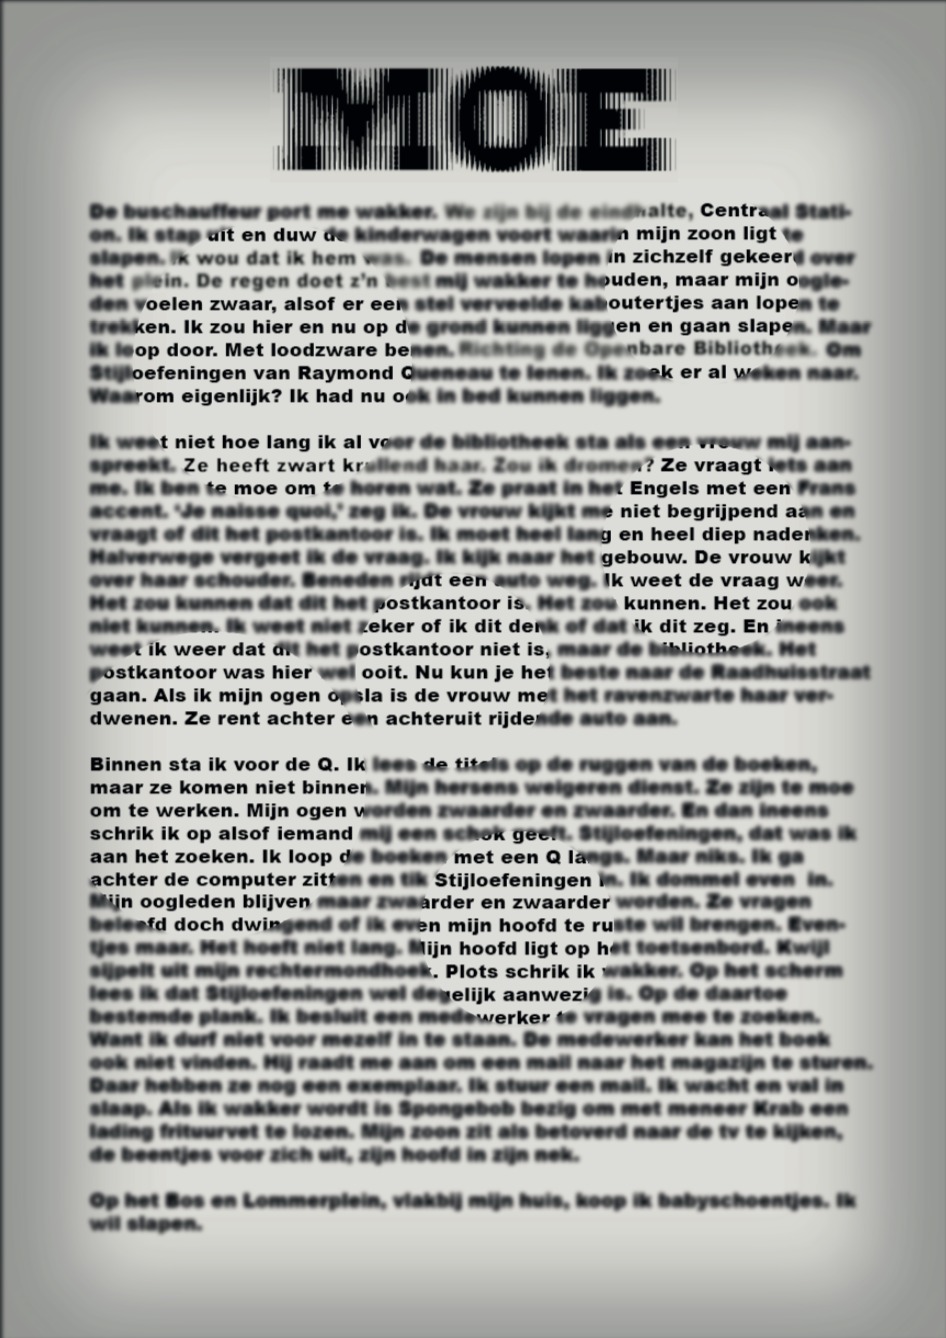 MOE
De buschauffeur port me wakker. We zijn bij de eindhalte, Centraal Stati-
on. Ik stap uit en duw de kinderwagen voort waarin mijn zoon ligt te
slapen. Ik wou dat ik hem was. De mensen lopen in zichzelf gekeerd over
het plein. De regen doet z'n best mij wakker te houden, maar mijn oogle-
den voelen zwaar, alsof er een stel verveelde kaboutertjes aan lopen te
trekken. Ik zou hier en nu op de grond kunnen liggen en gaan slapen. Maar
ik loop door. Met loodzware benen. Richting de Openbare Bibliotheek. Om
Stijloefeningen van Raymond Queneau te lenen. Ik zoek er al weken naar.
Waarom eigenlijk? Ik had nu ook in bed kunnen liggen.
Ik weet niet hoe lang ik al voor de bibliotheek sta als een vrouw mij aan-
spreekt. Ze heeft zwart krullend haar. Zou ik dromen? Ze vraagt iets aan
me. Ik ben te moe om te horen wat. Ze praat in het Engels met een Frans
accent. 'Je naisse quoi,' zeg ik. De vrouw kijkt me niet begrijpend aan en
vraagt of dit het postkantoor is. Ik moet heel lang en heel diep nadenken.
Halverwege vergeet ik de vraag. Ik kijk naar het gebouw. De vrouw kijkt
over haar schouder. Beneden rijdt een auto weg. Ik weet de vraag weer.
Het zou kunnen dat dit het postkantoor is. Het zou kunnen. Het zou ook
niet kunnen. Ik weet niet zeker of ik dit denk of dat ik dit zeg. En ineens
weet ik weer dat dit het postkantoor niet is, maar de bibliotheek. Het
postkantoor was hier wel ooit. Nu kun je het beste naar de Raadhuisstraat
gaan. Als ik mijn ogen opsla is de vrouw met het ravenzwarte haar ver-
dwenen. Ze rent achter een achteruit rijdende auto aan.
Binnen sta ik voor de Q. Ik lees de titels op de ruggen van de boeken,
maar ze komen niet binnen. Mijn hersens weigeren dienst. Ze zijn te moe
om te werken. Mijn ogen worden zwaarder en zwaarder. En dan ineens
schrik ik op alsof iemand mij een schok geeft. Stijloefeningen, dat was ik
aan het zoeken. Ik loop de boeken met een Q langs. Maar niks. Ik ga
achter de computer zitten en tik Stijloefeningen in. Ik dommel even in.
Mijn oogleden blijven maar zwaarder en zwaarder worden. Ze vragen
beleefd doch dwingend of ik even mijn hoofd te ruste wil brengen. Even-
tjes maar. Het hoeft niet lang. Mijn hoofd ligt op het toetsenbord. Kwijl
sijpelt uit mijn rechtermondhoek. Plots schrik ik wakker. Op het scherm
lees ik dat Stijloefeningen wel degelijk aanwezig is. Op de daartoe
bestemde plank. Ik besluit een medewerker te vragen mee te zoeken.
Want ik durf niet voor mezelf in te staan. De medewerker kan het boek
ook niet vinden. Hij raadt me aan om een mail naar het magazijn te sturen.
Daar hebben ze nog een exemplaar. Ik stuur een mail. Ik wacht en val in
slaap. Als ik wakker wordt is Spongebob bezig om met meneer Krab een
lading frituurvet te lozen. Mijn zoon zit als betoverd naar de tv te kijken,
de beentjes voor zich uit, zijn hoofd in zijn nek.
Op het Bos en Lommerplein, vlakbij mijn huis, koop ik babyschoentjes. Ik
wil slapen.